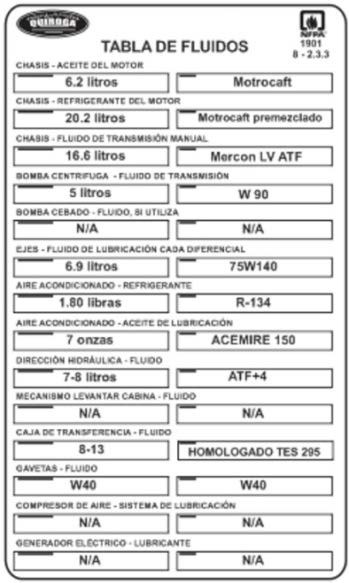 QUIROGA
NFPA
TABLA DE FLUIDOS
1901
8 - 2.3.3
CHASIS - ACEITE DEL MOTOR
6.2 litros Motrocaft
CHASIS - REFRIGERANTE DEL MOTOR
20.2 litros Motrocaft premezclado
CHASIS - FLUIDO DE TRANSMISIÓN MANUAL
16.6 litros Mercon LV ATF
BOMBA CENTRIFUGA - FLUIDO DE TRANSMISIÓN
5 litros W 90
BOMBA CEBADO - FLUIDO, SI UTILIZA
N/A N/A
EJES - FLUIDO DE LUBRICACIÓN CADA DIFERENCIAL
6.9 litros 75W140
AIRE ACONDICIONADO - REFRIGERANTE
1.80 libras R-134
AIRE ACONDICIONADO - ACEITE DE LUBRICACIÓN
7 onzas ACEMIRE 150
DIRECCIÓN HIDRÁULICA - FLUIDO
7-8 litros ATF+4
MECANISMO LEVANTAR CABINA - FLUIDO
N/A N/A
CAJA DE TRANSFERENCIA - FLUIDO
8-13 HOMOLOGADO TES 295
GAVETAS - FLUIDO
W40 W40
COMPRESOR DE AIRE - SISTEMA DE LUBRICACIÓN
N/A N/A
GENERADOR ELÉCTRICO - LUBRICANTE
N/A N/A